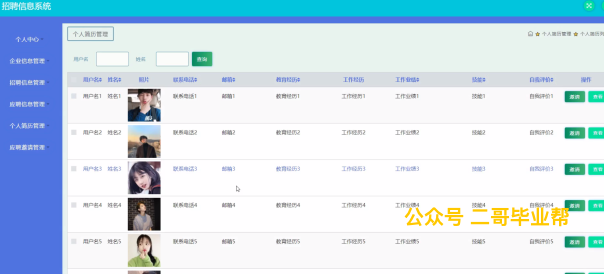 招聘信息系统
个人中心
企业信息管理
招聘信息管理
应聘信息管理
个人简历管理
应聘邀请管理
个人简历管理
个人简历管理
用户名 姓名 查询
用户名 姓名 照片 联系电话 邮箱 教育经历 工作经历 工作业绩 技能 自我评价 操作
用户名1 姓名1 联系电话1 邮箱1 教育经历1 工作经历1 工作业绩1 技能1 自我评价1 邀请 查看
用户名2 姓名2 联系电话2 邮箱2 教育经历2 工作经历2 工作业绩2 技能2 自我评价2 邀请 查看
用户名3 姓名3 联系电话3 邮箱3 教育经历3 工作经历3 工作业绩3 技能3 自我评价3 邀请 查看
用户名4 姓名4 联系电话4 邮箱4 教育经历4 工作经历4 工作业绩4 技能4 自我评价4 邀请 查看
公众号 二哥毕业帮
用户名5 姓名5 联系电话5 邮箱5 教育经历5 工作经历5 工作业绩5 技能5 自我评价5 邀请 查看